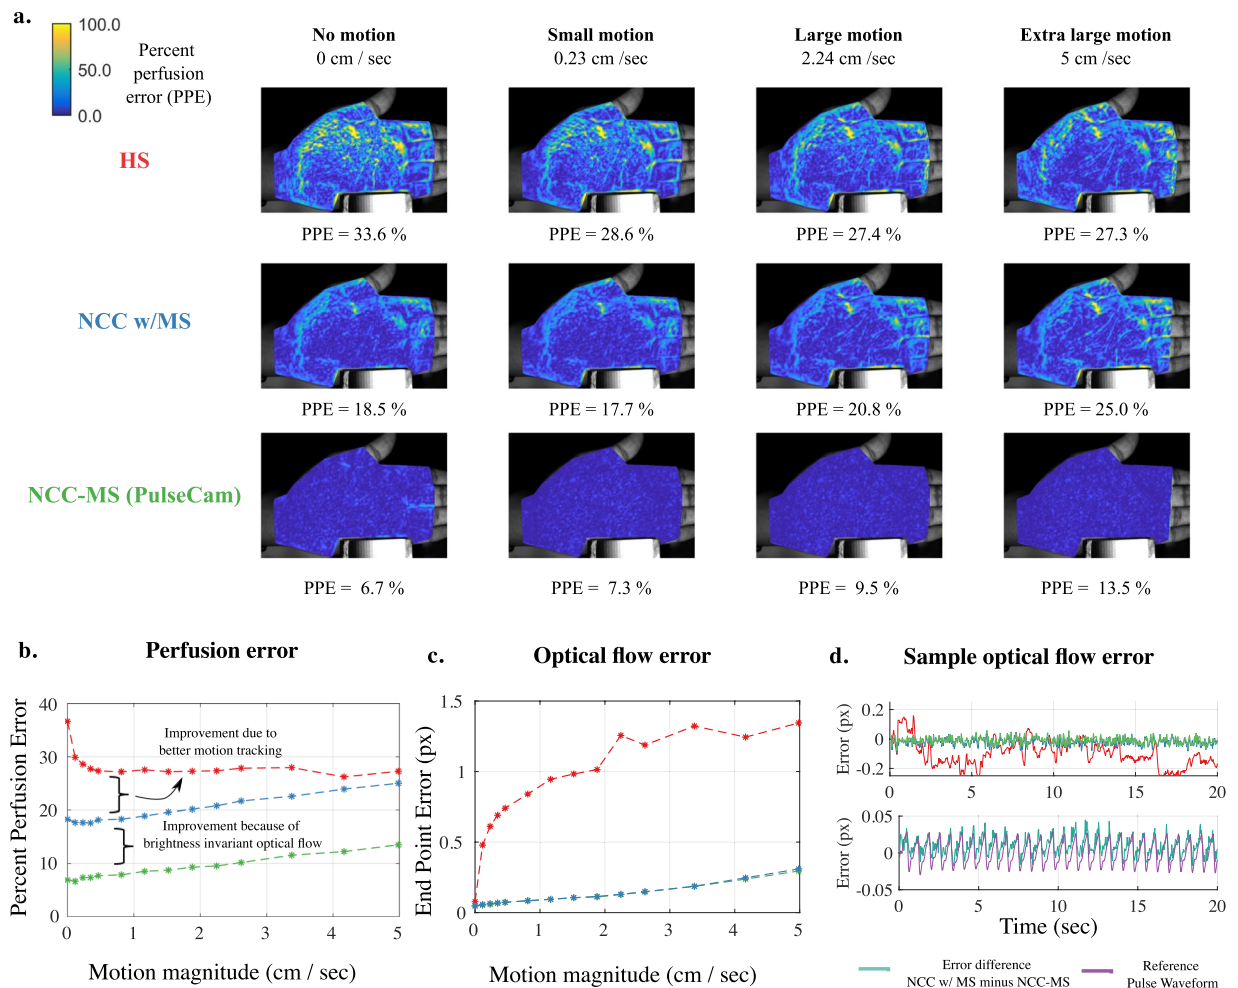 a.
100.0
50.0
0.0
Percent
perfusion
error (PPE)
No motion
0 cm / sec
Small motion
0.23 cm /sec
Large motion
2.24 cm /sec
Extra large motion
5 cm/sec
HS
PPE = 33.6 %
PPE = 28.6 %
PPE = 27.4 %
PPE = 27.3 %
NCC w/MS
PPE = 18.5 %
PPE = 17.7 %
PPE = 20.8 %
PPE = 25.0 %
NCC-MS (PulseCam)
PPE = 6.7 %
PPE = 7.3 %
PPE = 9.5 %
PPE = 13.5 %
b.
Perfusion error
Percent Perfusion Error
40
30
20
10
0
Improvement due to
better motion tracking
Improvement because of
brightness invariant optical flow
0
1
2
3
4
5
Motion magnitude (cm / sec)
c.
Optical flow error
End Point Error (px)
1.5
1
0.5
0
0
1
2
3
4
5
Motion magnitude (cm / sec)
d.
Sample optical flow error
Error (px)
0.2
0
-0.2
0
5
10
15
20
Error (px)
0.05
0
-0.05
0
5
10
15
20
Time (sec)
Error difference
NCC w/ MS minus NCC-MS
Reference
Pulse Waveform